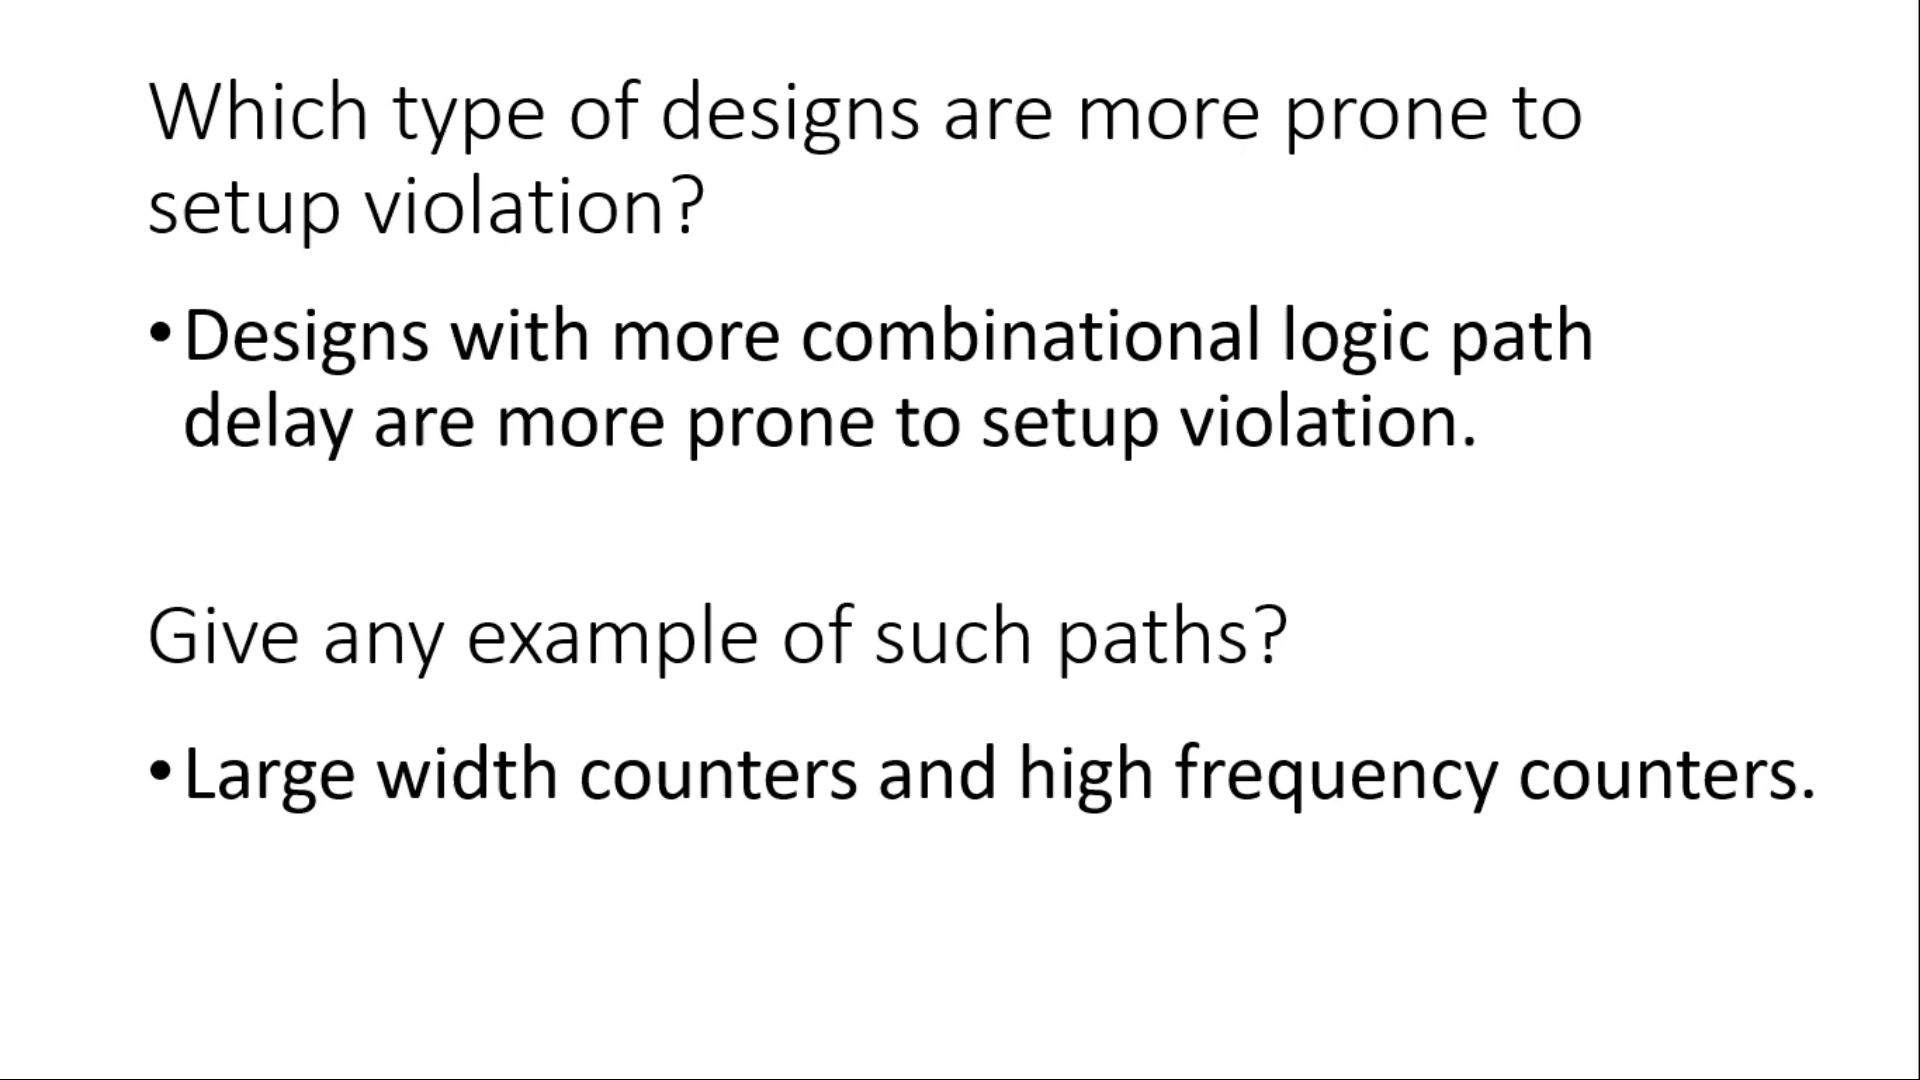 Which type of designs are more prone to
setup violation?
•Designs with more combinational logic path
delay are more prone to setup violation.
Give any example of such paths?
•Large width counters and high frequency counters.